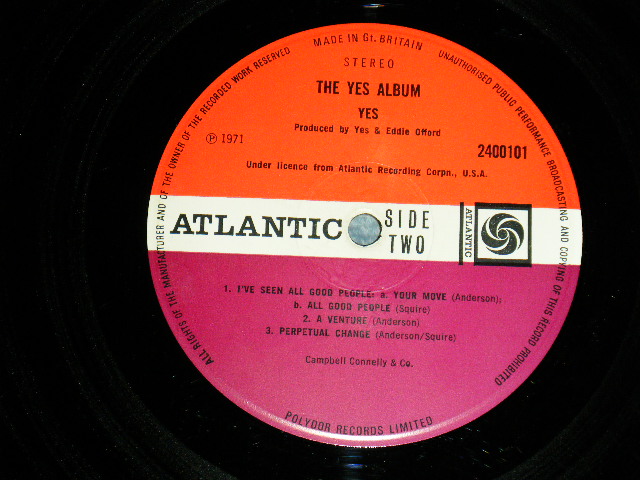 MADE IN Gt. BRITAIN
ALL RIGHTS OF THE MANUFACTURER AND OF THE OWNER OF THE RECORDED WORK RESERVED
UNAUTHORISED PUBLIC PERFORMANCE BROADCASTING AND COPYING OF THIS RECORD PROHIBITED
STEREO
THE YES ALBUM
YES
Produced by Yes & Eddie Offord
℗ 1971
2400101
Under licence from Atlantic Recording Corpn., U.S.A.
ATLANTIC
SIDE
TWO
ATLANTIC
1. I'VE SEEN ALL GOOD PEOPLE: a. YOUR MOVE (Anderson);
b. ALL GOOD PEOPLE (Squire)
2. A VENTURE (Anderson)
3. PERPETUAL CHANGE (Anderson/Squire)
Campbell Connelly & Co.
POLYDOR RECORDS LIMITED